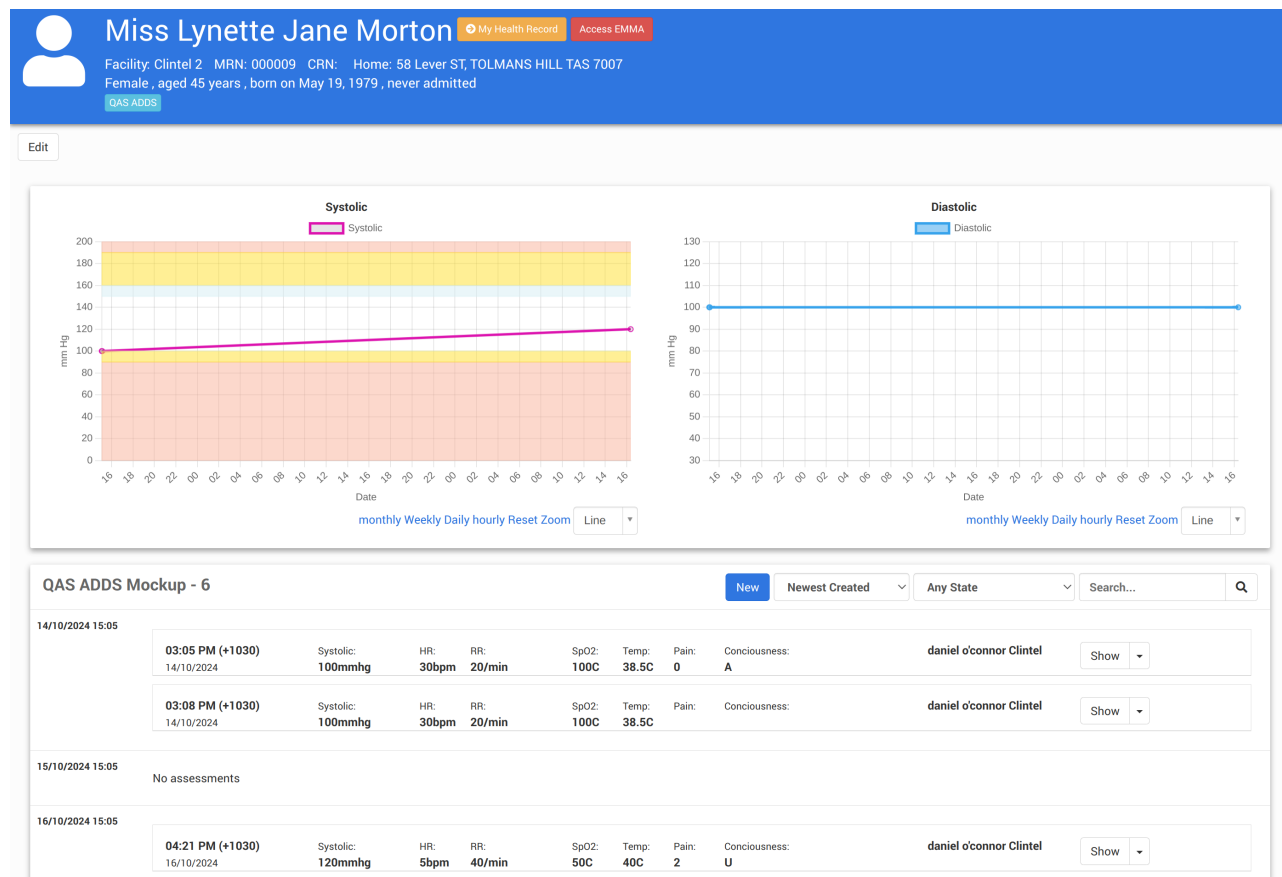 Miss Lynette Jane Morton My Health Record Access EMMA
Facility: Clintel 2 MRN: 000009 CRN: Home: 58 Lever ST, TOLMANS HILL TAS 7007
Female , aged 45 years , born on May 19, 1979 , never admitted
QAS ADDS
Edit
Systolic
Systolic
200
180
160
140
120
100
80
60
40
20
0
mm Hg
16 18 20 22 00 02 04 06 08 10 12 14 16 18 20 22 00 02 04 06 08 10 12 14 16
Date
monthly Weekly Daily hourly Reset Zoom Line
Diastolic
Diastolic
130
120
110
100
90
80
70
60
50
40
30
mm Hg
16 18 20 22 00 02 04 06 08 10 12 14 16 18 20 22 00 02 04 06 08 10 12 14 16
Date
monthly Weekly Daily hourly Reset Zoom Line
QAS ADDS Mockup - 6 New Newest Created Any State Search...
14/10/2024 15:05
03:05 PM (+1030) Systolic: HR: RR: SpO2: Temp: Pain: Conciousness: daniel o'connor Clintel Show
14/10/2024 100mmhg 30bpm 20/min 100C 38.5C 0 A
03:08 PM (+1030) Systolic: HR: RR: SpO2: Temp: Pain: Conciousness: daniel o'connor Clintel Show
14/10/2024 100mmhg 30bpm 20/min 100C 38.5C
15/10/2024 15:05
No assessments
16/10/2024 15:05
04:21 PM (+1030) Systolic: HR: RR: SpO2: Temp: Pain: Conciousness: daniel o'connor Clintel Show
16/10/2024 120mmhg 5bpm 40/min 50C 40C 2 U